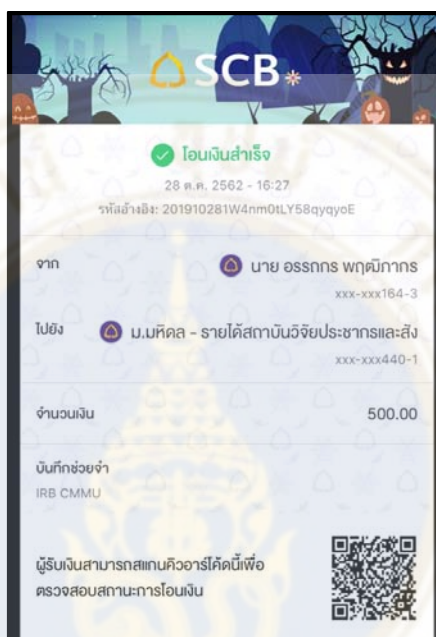 SCB
โอนเงินสำเร็จ
28 ต.ค. 2562 - 16:27
รหัสอ้างอิง: 201910281W4nm0tLY58qyqyoE
จาก
นาย อรรถกร พฤฒิภากร
xxx-xxx164-3
ไปยัง
ม.มหิดล - รายได้สถาบันวิจัยประชากรและสัง
xxx-xxx440-1
จำนวนเงิน 500.00
บันทึกช่วยจำ
IRB CMMU
ผู้รับเงินสามารถสแกนคิวอาร์โค้ดนี้เพื่อ
ตรวจสอบสถานะการโอนเงิน